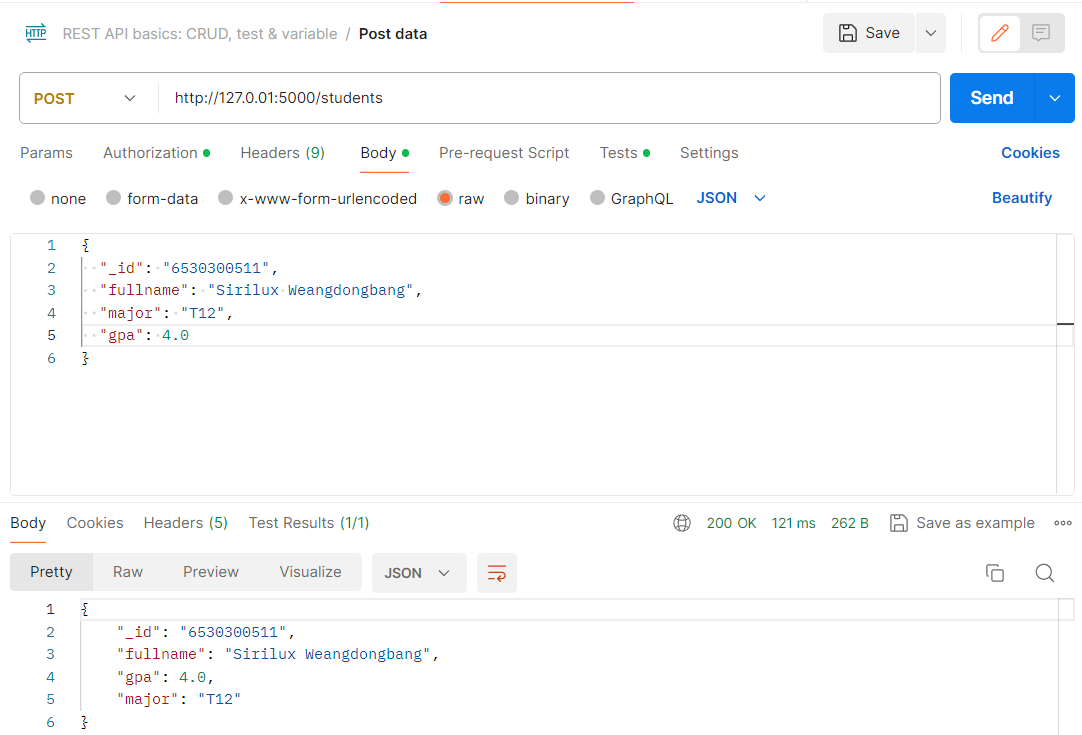 HTTP REST API basics: CRUD, test & variable / Post data Save
POST http://127.0.01:5000/students Send
Params Authorization Headers (9) Body Pre-request Script Tests Settings Cookies
none form-data x-www-form-urlencoded raw binary GraphQL JSON Beautify
1 {
2 "_id": "6530300511",
3 "fullname": "Sirilux Weangdongbang",
4 "major": "T12",
5 "gpa": 4.0
6 }
Body Cookies Headers (5) Test Results (1/1) 200 OK 121 ms 262 B Save as example
Pretty Raw Preview Visualize JSON
1 {
2 "_id": "6530300511",
3 "fullname": "Sirilux Weangdongbang",
4 "gpa": 4.0,
5 "major": "T12"
6 }